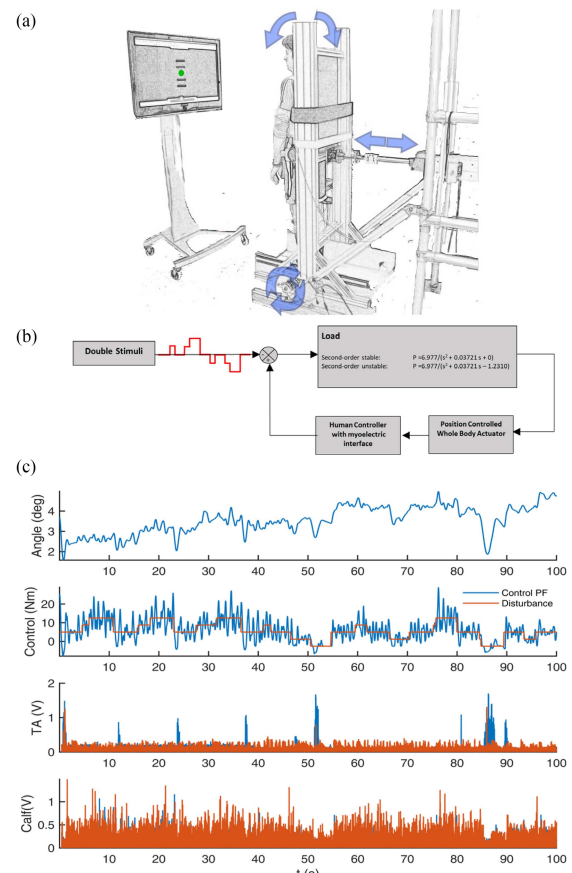 (a)
(b)
Double Stimuli
Load
Second-order stable: P =6.977/(s² + 0.03721 s + 0)
Second-order unstable: P =6.977/(s² + 0.03721 s – 1.2310)
Human Controller
with myoelectric
interface
Position Controlled
Whole Body Actuator
(c)
Angle (deg)
4
3
2
10 20 30 40 50 60 70 80 90 100
Control (Nm)
20
10
0
Control PF
Disturbance
10 20 30 40 50 60 70 80 90 100
TA (V)
2
1
0
10 20 30 40 50 60 70 80 90 100
Calf(V)
1
0.5
0
10 20 30 40 50 60 70 80 90 100